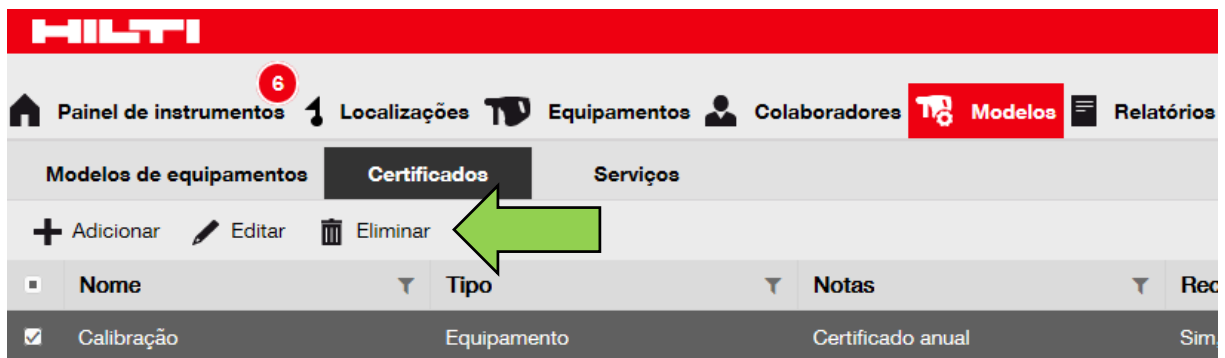 HILTI
6
Painel de instrumentos Localizações Equipamentos Colaboradores Modelos Relatórios
Modelos de equipamentos Certificados Serviços
Adicionar Editar Eliminar
Nome Tipo Notas Rec
Calibração Equipamento Certificado anual Sim,